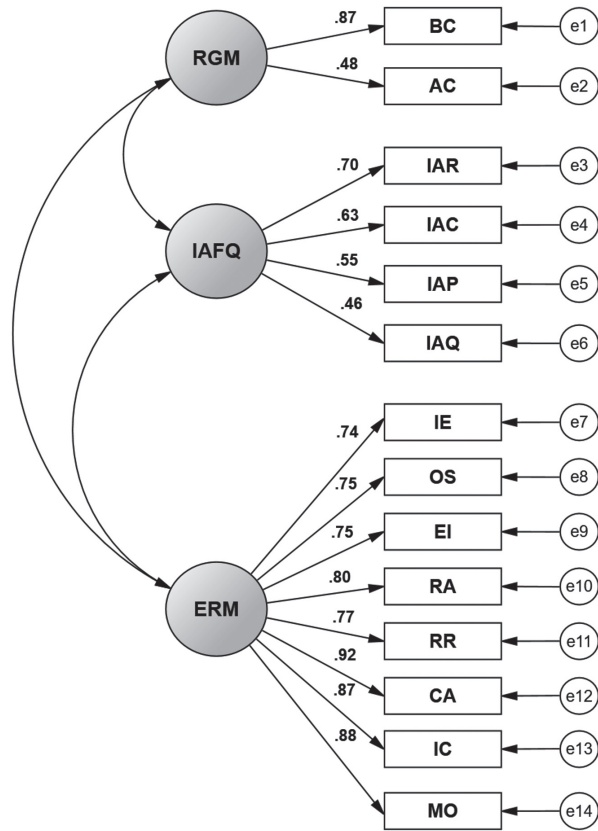 .87
BC
e1
RGM
.48
AC
e2
.70
IAR
e3
.63
IAC
e4
IAFQ
.55
IAP
e5
.46
IAQ
e6
.74
IE
e7
.75
OS
e8
.75
EI
e9
.80
RA
e10
ERM
.77
RR
e11
.92
CA
e12
.87
IC
e13
.88
MO
e14